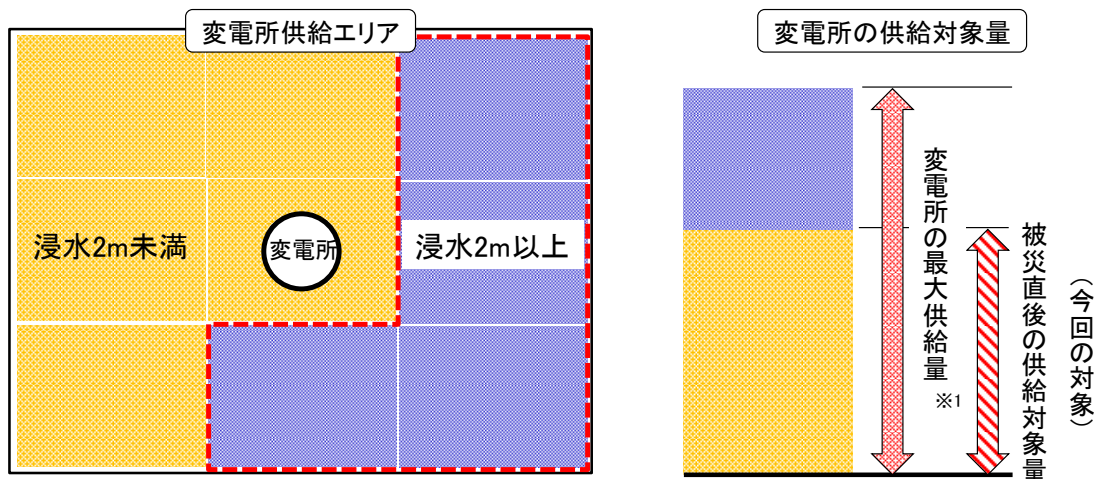 変電所供給エリア
変電所の供給対象量
浸水2m未満
変電所
浸水2m以上
変電所の最大供給量
※1
被災直後の供給対象量
（今回の対象）